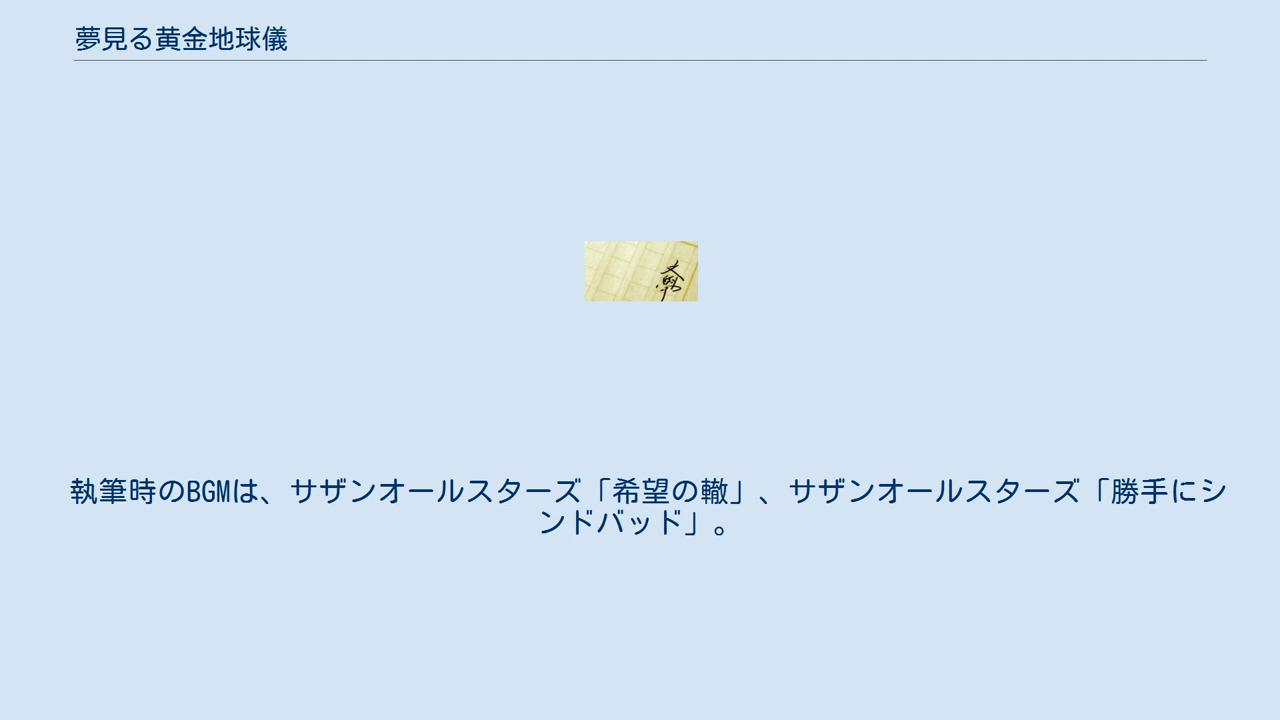 夢見る黄金地球儀
執筆時のBGMは、サザンオールスターズ「希望の轍」、サザンオールスターズ「勝手にシ
ンドバッド」。